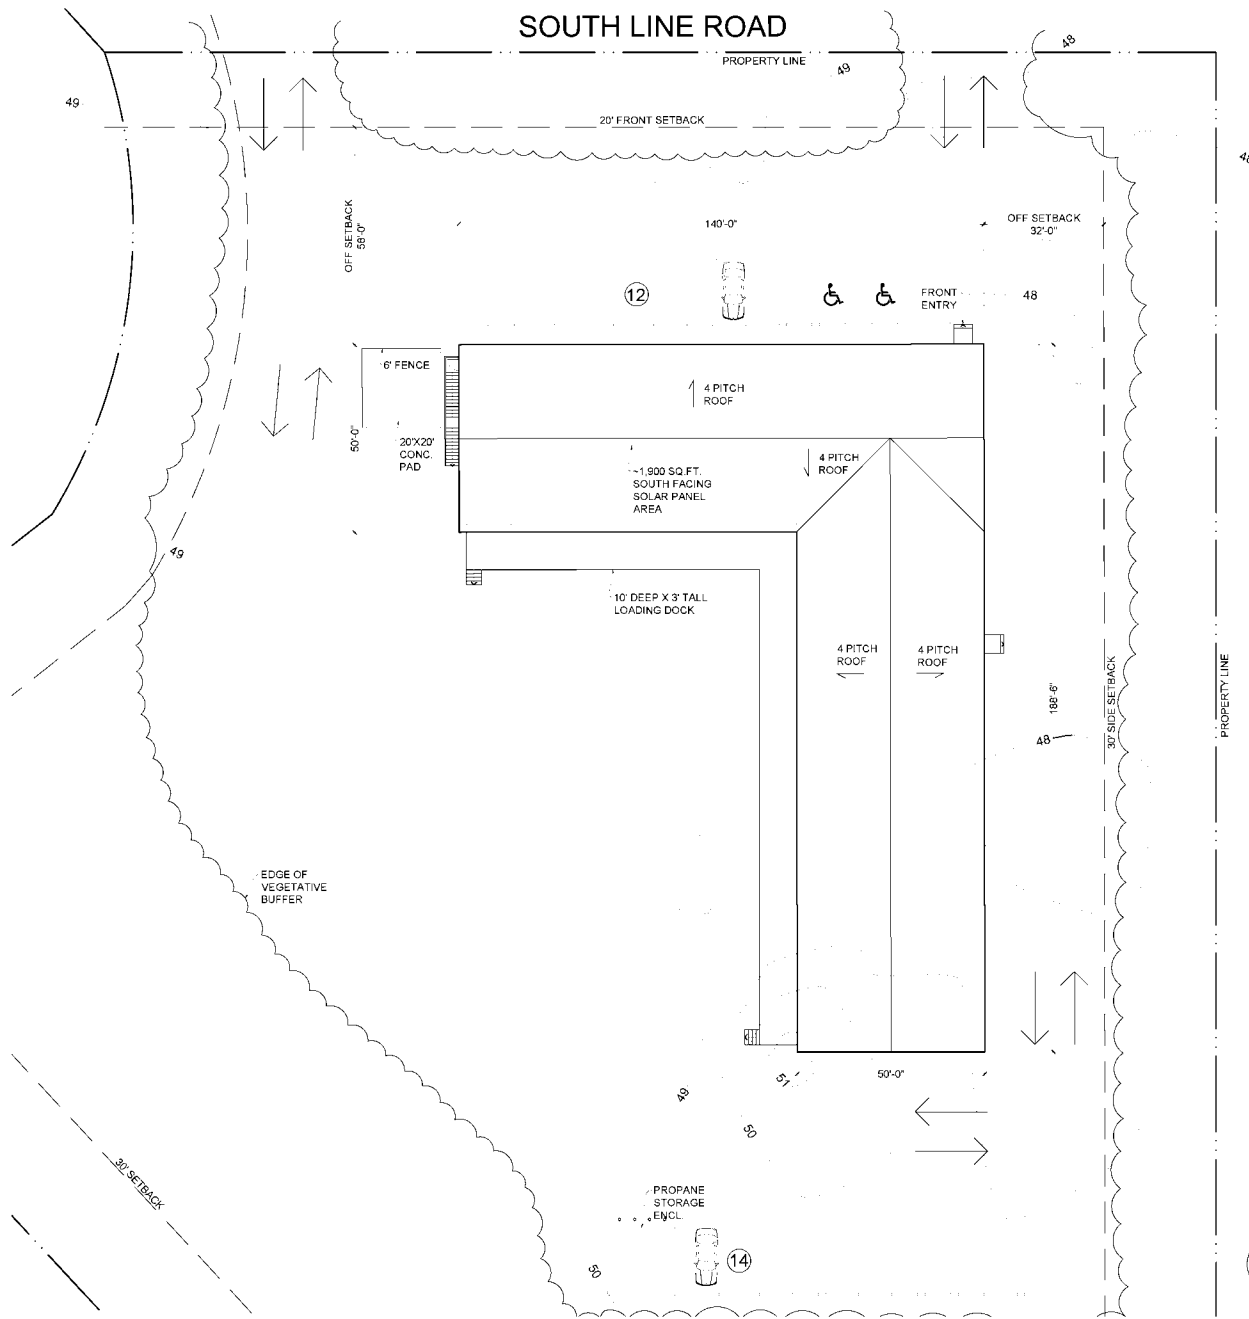 SOUTH LINE ROAD
48
PROPERTY LINE
49
49
20' FRONT SETBACK
48
OFF SETBACK
58'-0"
140'-0"
OFF SETBACK
32'-0"
12
FRONT
ENTRY
48
6' FENCE
4 PITCH
ROOF
50'-0"
20'X20'
CONC.
PAD
~1,900 SQ.FT.
SOUTH FACING
SOLAR PANEL
AREA
4 PITCH
ROOF
49
10' DEEP X 3' TALL
LOADING DOCK
4 PITCH
ROOF
4 PITCH
ROOF
188'-6"
30' SIDE SETBACK
PROPERTY LINE
48
EDGE OF
VEGETATIVE
BUFFER
51
50'-0"
49
50
30' SETBACK
PROPANE
STORAGE
ENCL.
14
50